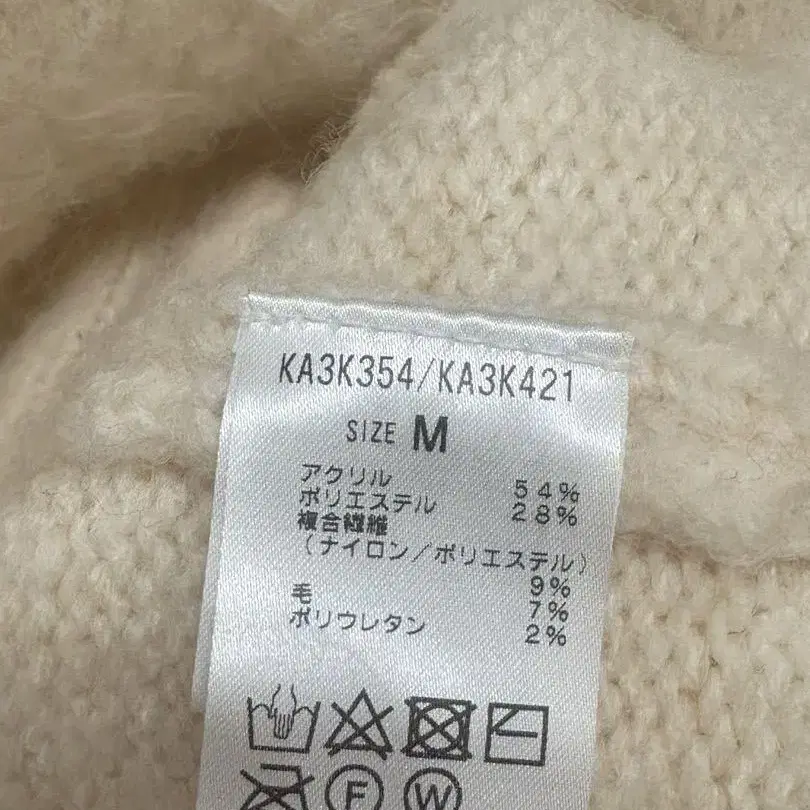 KA3K354/KA3K421
SIZE M
アクリル 54%
ポリエステル 28%
複合繊維
(ナイロン/ポリエステル)
9%
毛 7%
ポリウレタン 2%
F W